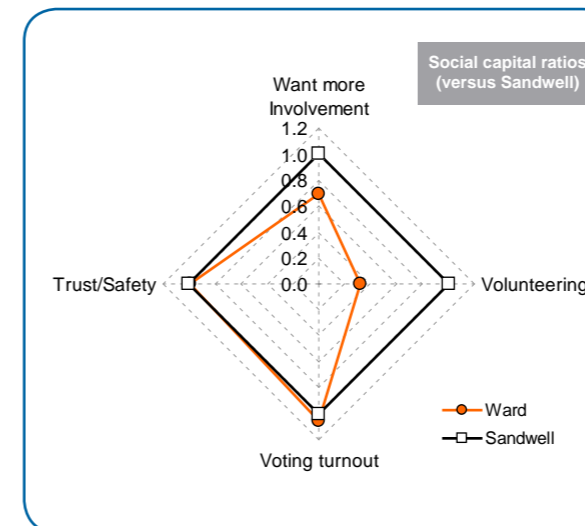 Social capital ratios
(versus Sandwell)
Want more
Involvement
1.2
1.0
0.8
0.6
0.4
0.2
0.0
Trust/Safety
Volunteering
Ward
Sandwell
Voting turnout